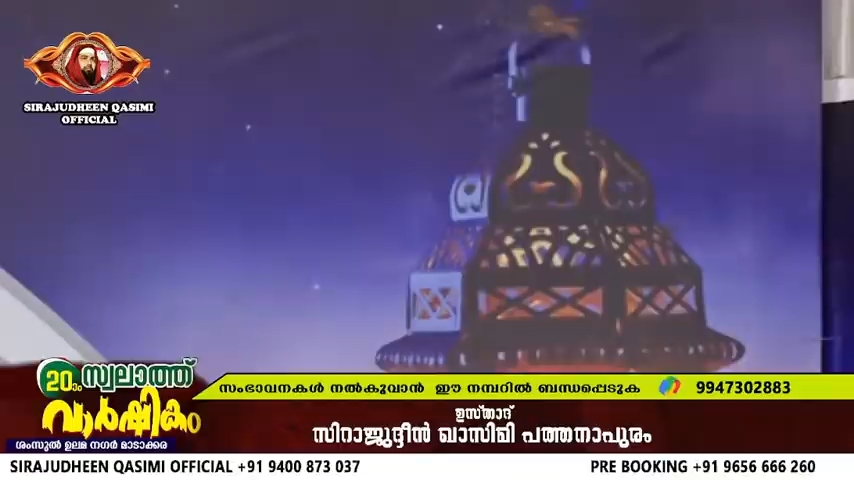 SIRAJUDHEEN QASIMI
OFFICIAL
20ാം സ്വലാത്ത്
വാർഷികം
ശംസുൽ ഉലമ നഗർ മാടാക്കര
സംഭാവനകൾ നൽകുവാൻ ഈ നമ്പറിൽ ബന്ധപ്പെടുക 9947302883
ഉസ്താദ്
സിറാജുദ്ദീൻ ഖാസിമി പത്തനാപുരം
SIRAJUDHEEN QASIMI OFFICIAL +91 9400 873 037
PRE BOOKING +91 9656 666 260